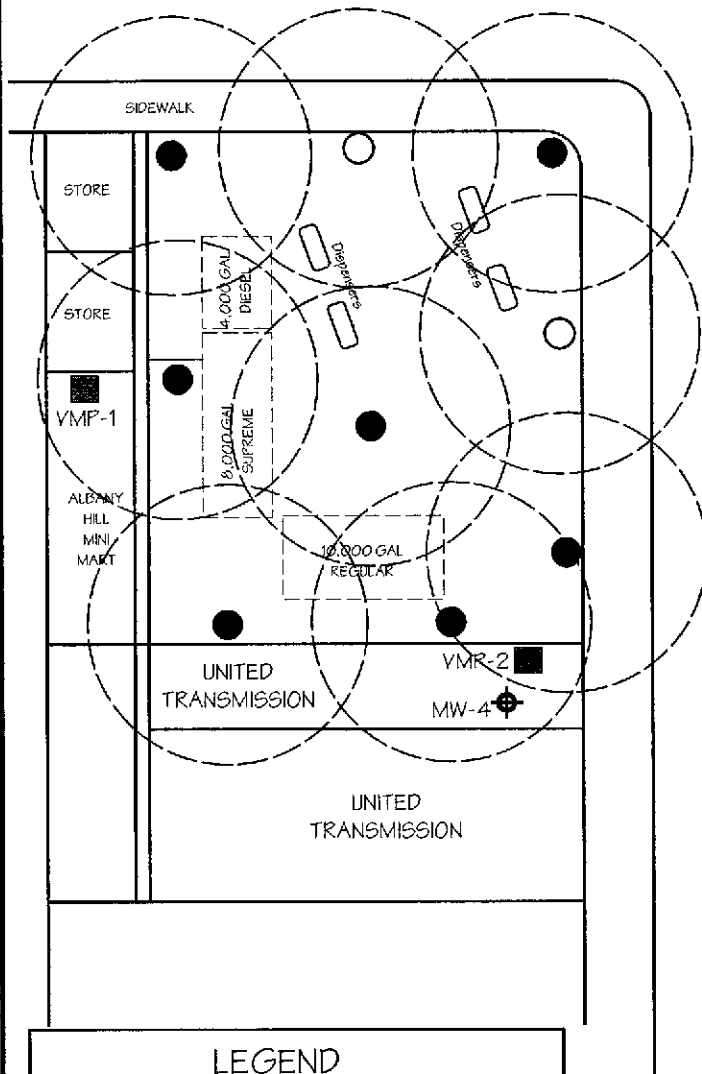 SIDEWALK
STORE
4,000 GAL
DIESEL
Dispensers
Dispensers
STORE
VMP-1
8,000 GAL
SUPREME
ALBANY
HILL
MINI
MART
10,000 GAL
REGULAR
UNITED
TRANSMISSION
VMP-2
MW-4
UNITED
TRANSMISSION
LEGEND